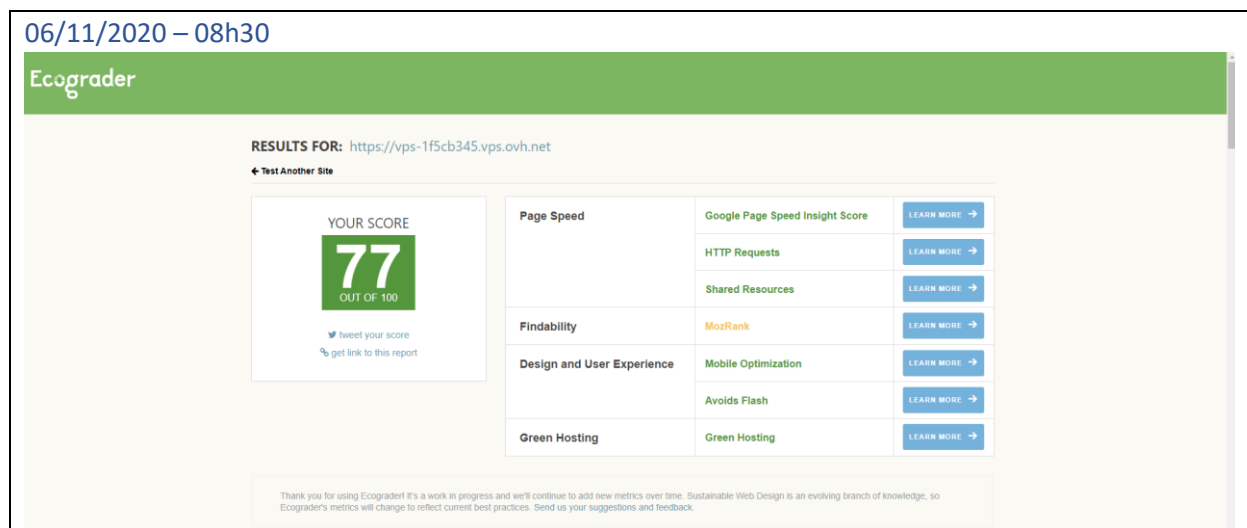 06/11/2020 – 08h30
Ecograder
RESULTS FOR: https://vps-1f5cb345.vps.ovh.net
Test Another Site
YOUR SCORE
77
OUT OF 100
tweet your score
get link to this report
Page Speed
Google Page Speed Insight Score
LEARN MORE
HTTP Requests
LEARN MORE
Shared Resources
LEARN MORE
Findability
MozRank
LEARN MORE
Design and User Experience
Mobile Optimization
LEARN MORE
Avoids Flash
LEARN MORE
Green Hosting
Green Hosting
LEARN MORE
Thank you for using Ecograder! It's a work in progress and we'll continue to add new metrics over time. Sustainable Web Design is an evolving branch of knowledge, so
Ecograder's metrics will change to reflect current best practices. Send us your suggestions and feedback.